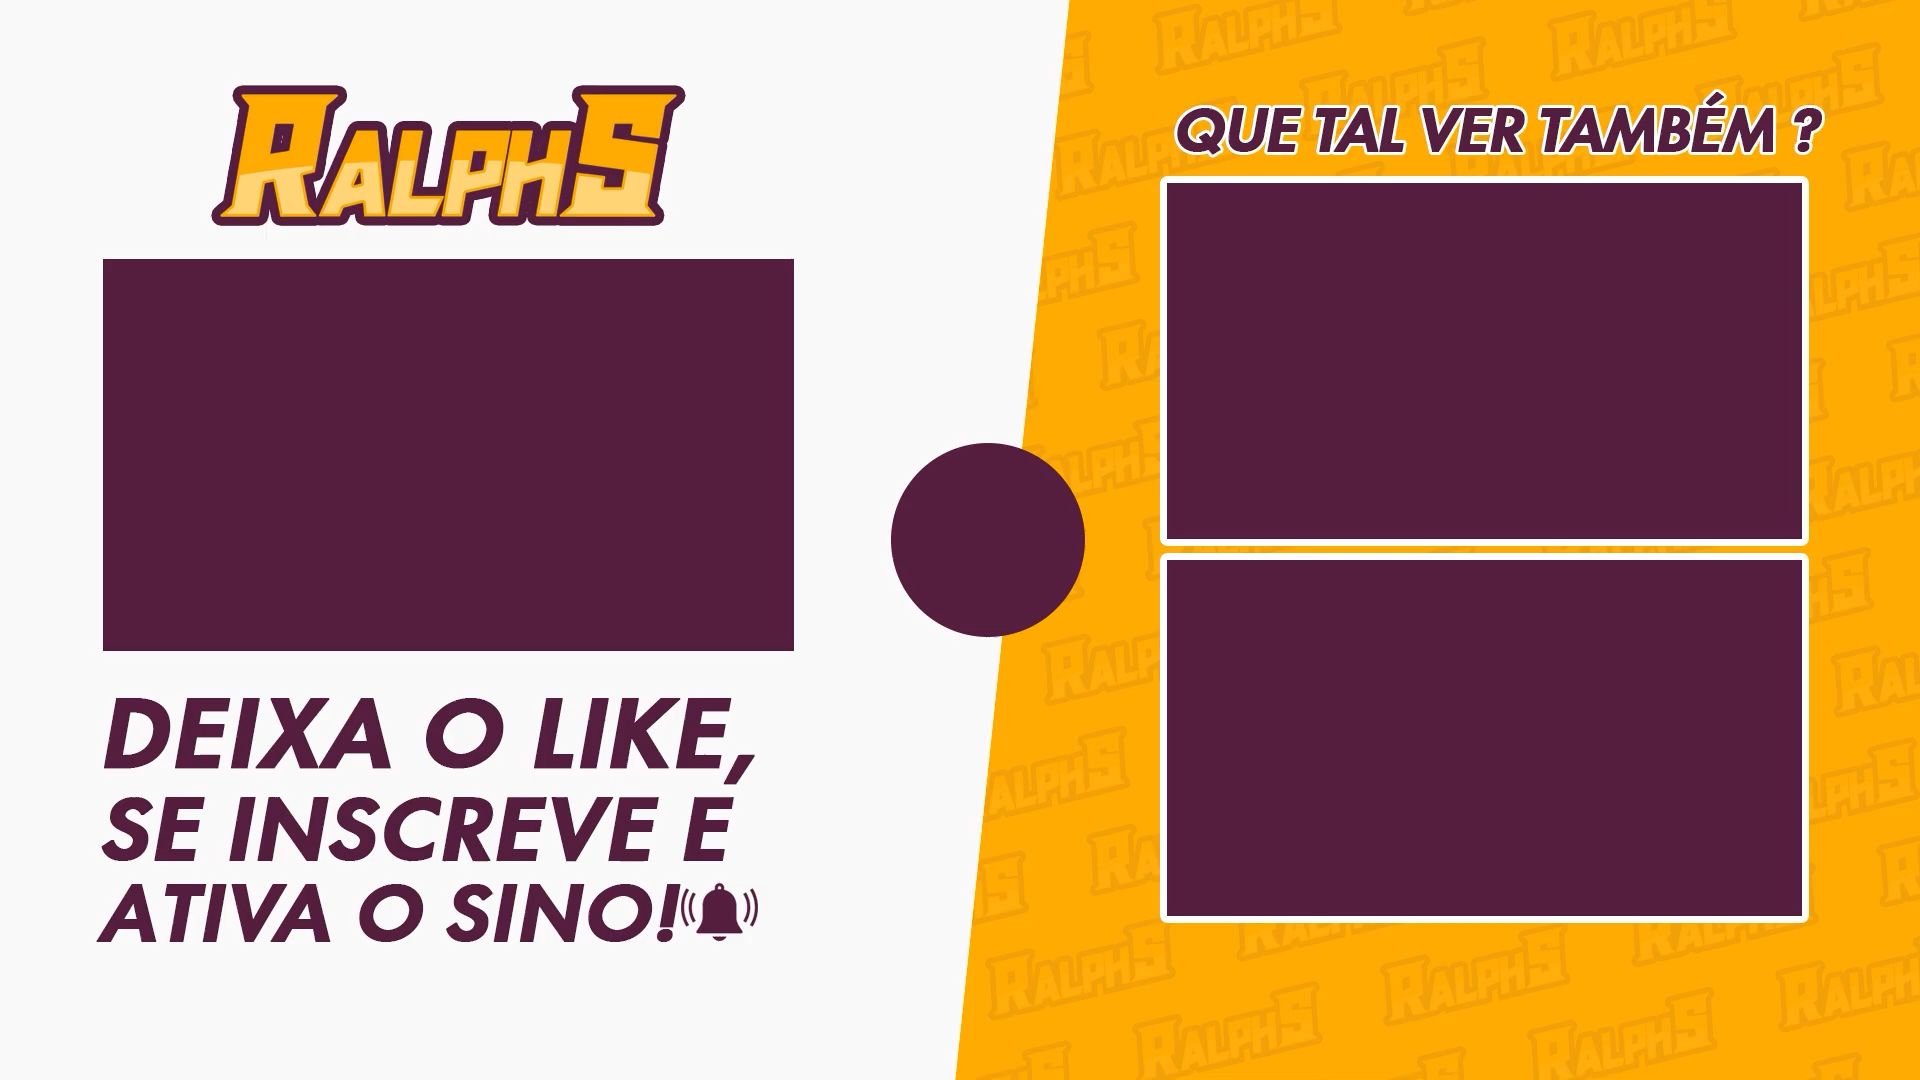 RALPHS
DEIXA O LIKE,
SE INSCREVE E
ATIVA O SINO!
QUE TAL VER TAMBÉM ?